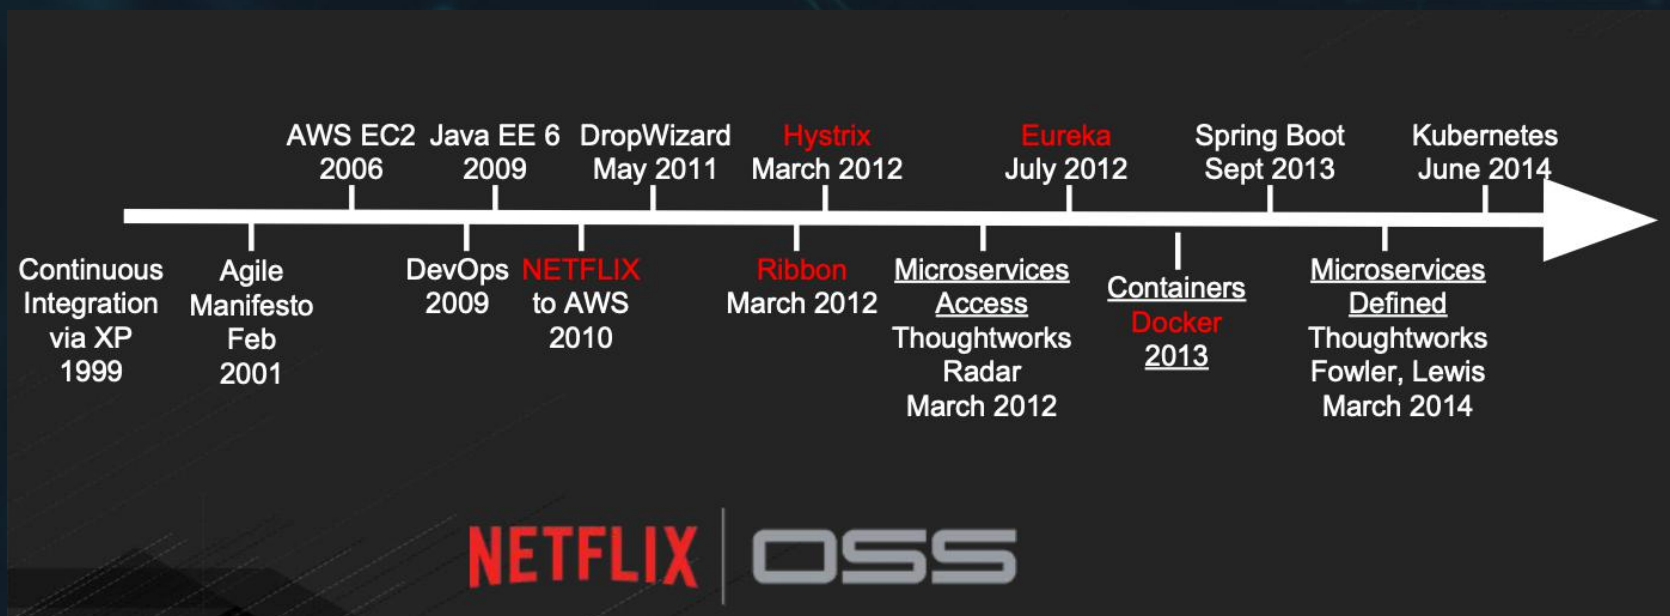 AWS EC2
2006
Java EE 6
2009
DropWizard
May 2011
Hystrix
March 2012
Eureka
July 2012
Spring Boot
Sept 2013
Kubernetes
June 2014
Continuous
Integration
via XP
1999
Agile
Manifesto
Feb
2001
DevOps
2009
NETFLIX
to AWS
2010
Ribbon
March 2012
Microservices
Access
Thoughtworks
Radar
March 2012
Containers
Docker
2013
Microservices
Defined
Thoughtworks
Fowler, Lewis
March 2014
NETFLIX OSS